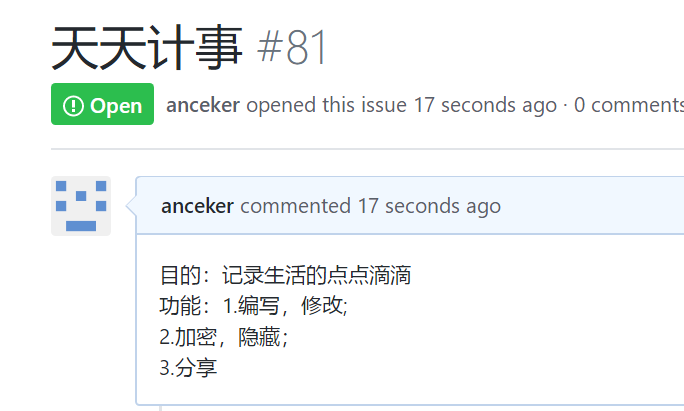 天天计事 #81
Open anceker opened this issue 17 seconds ago · 0 comments
anceker commented 17 seconds ago
目的：记录生活的点点滴滴
功能：1.编写，修改;
2.加密，隐藏；
3.分享